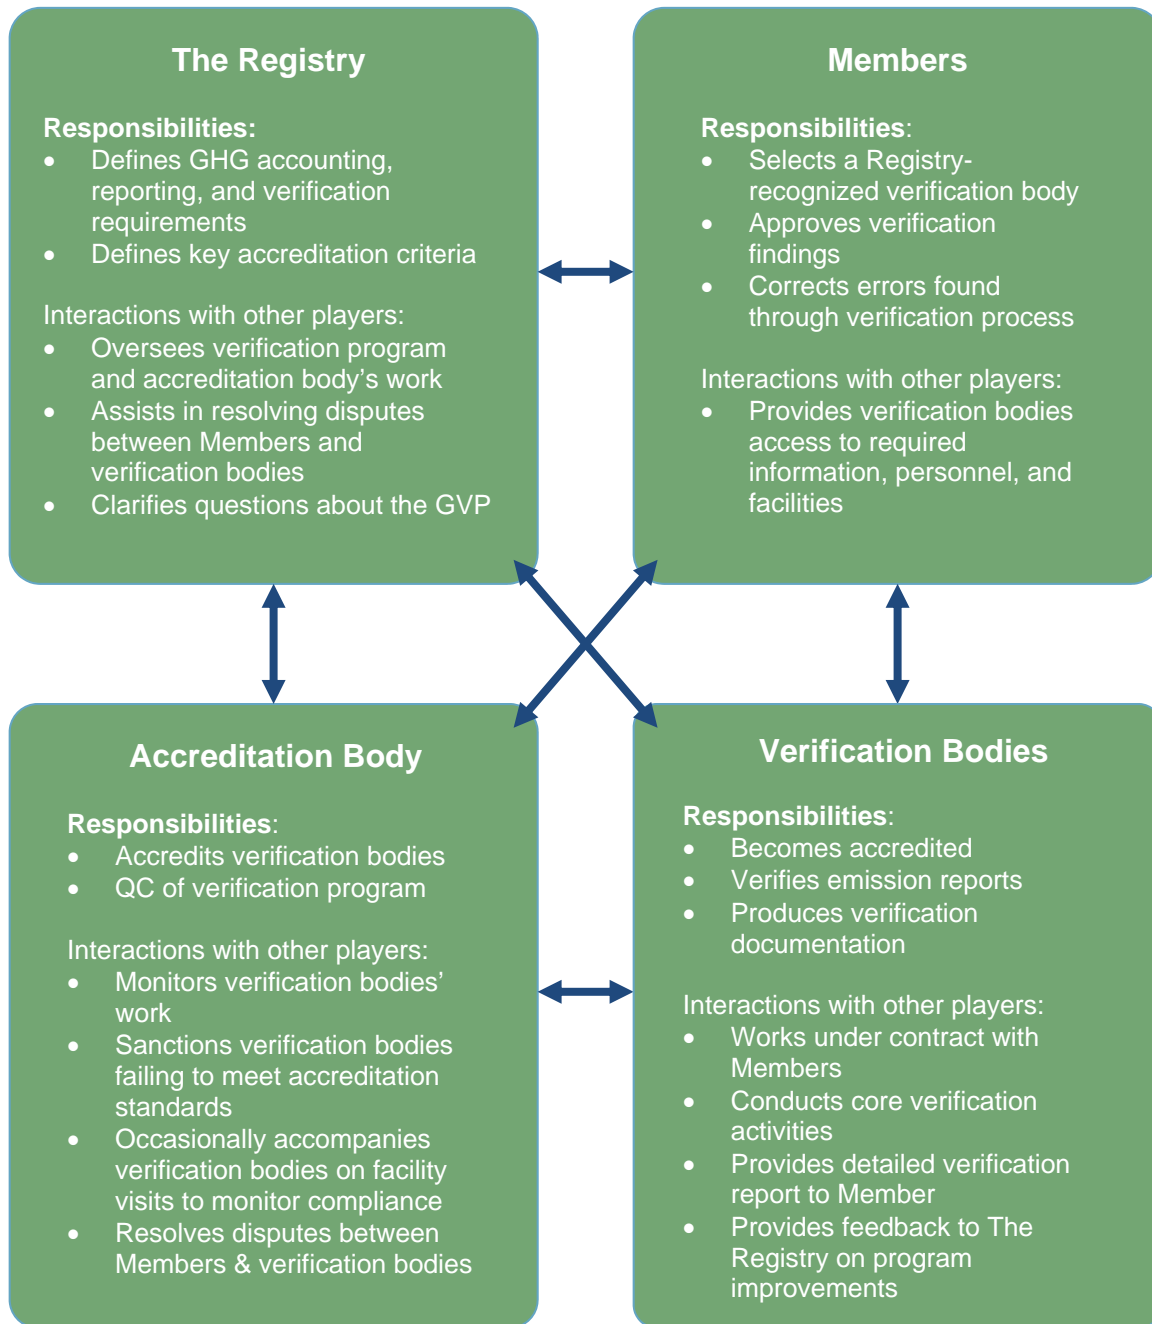 The Registry
Responsibilities:
• Defines GHG accounting,
reporting, and verification
requirements
• Defines key accreditation criteria
Interactions with other players:
• Oversees verification program
and accreditation body’s work
• Assists in resolving disputes
between Members and
verification bodies
• Clarifies questions about the GVP
Members
Responsibilities:
• Selects a Registry-
recognized verification body
• Approves verification
findings
• Corrects errors found
through verification process
Interactions with other players:
• Provides verification bodies
access to required
information, personnel, and
facilities
Accreditation Body
Responsibilities:
• Accredits verification bodies
• QC of verification program
Interactions with other players:
• Monitors verification bodies’
work
• Sanctions verification bodies
failing to meet accreditation
standards
• Occasionally accompanies
verification bodies on facility
visits to monitor compliance
• Resolves disputes between
Members & verification bodies
Verification Bodies
Responsibilities:
• Becomes accredited
• Verifies emission reports
• Produces verification
documentation
Interactions with other players:
• Works under contract with
Members
• Conducts core verification
activities
• Provides detailed verification
report to Member
• Provides feedback to The
Registry on program
improvements